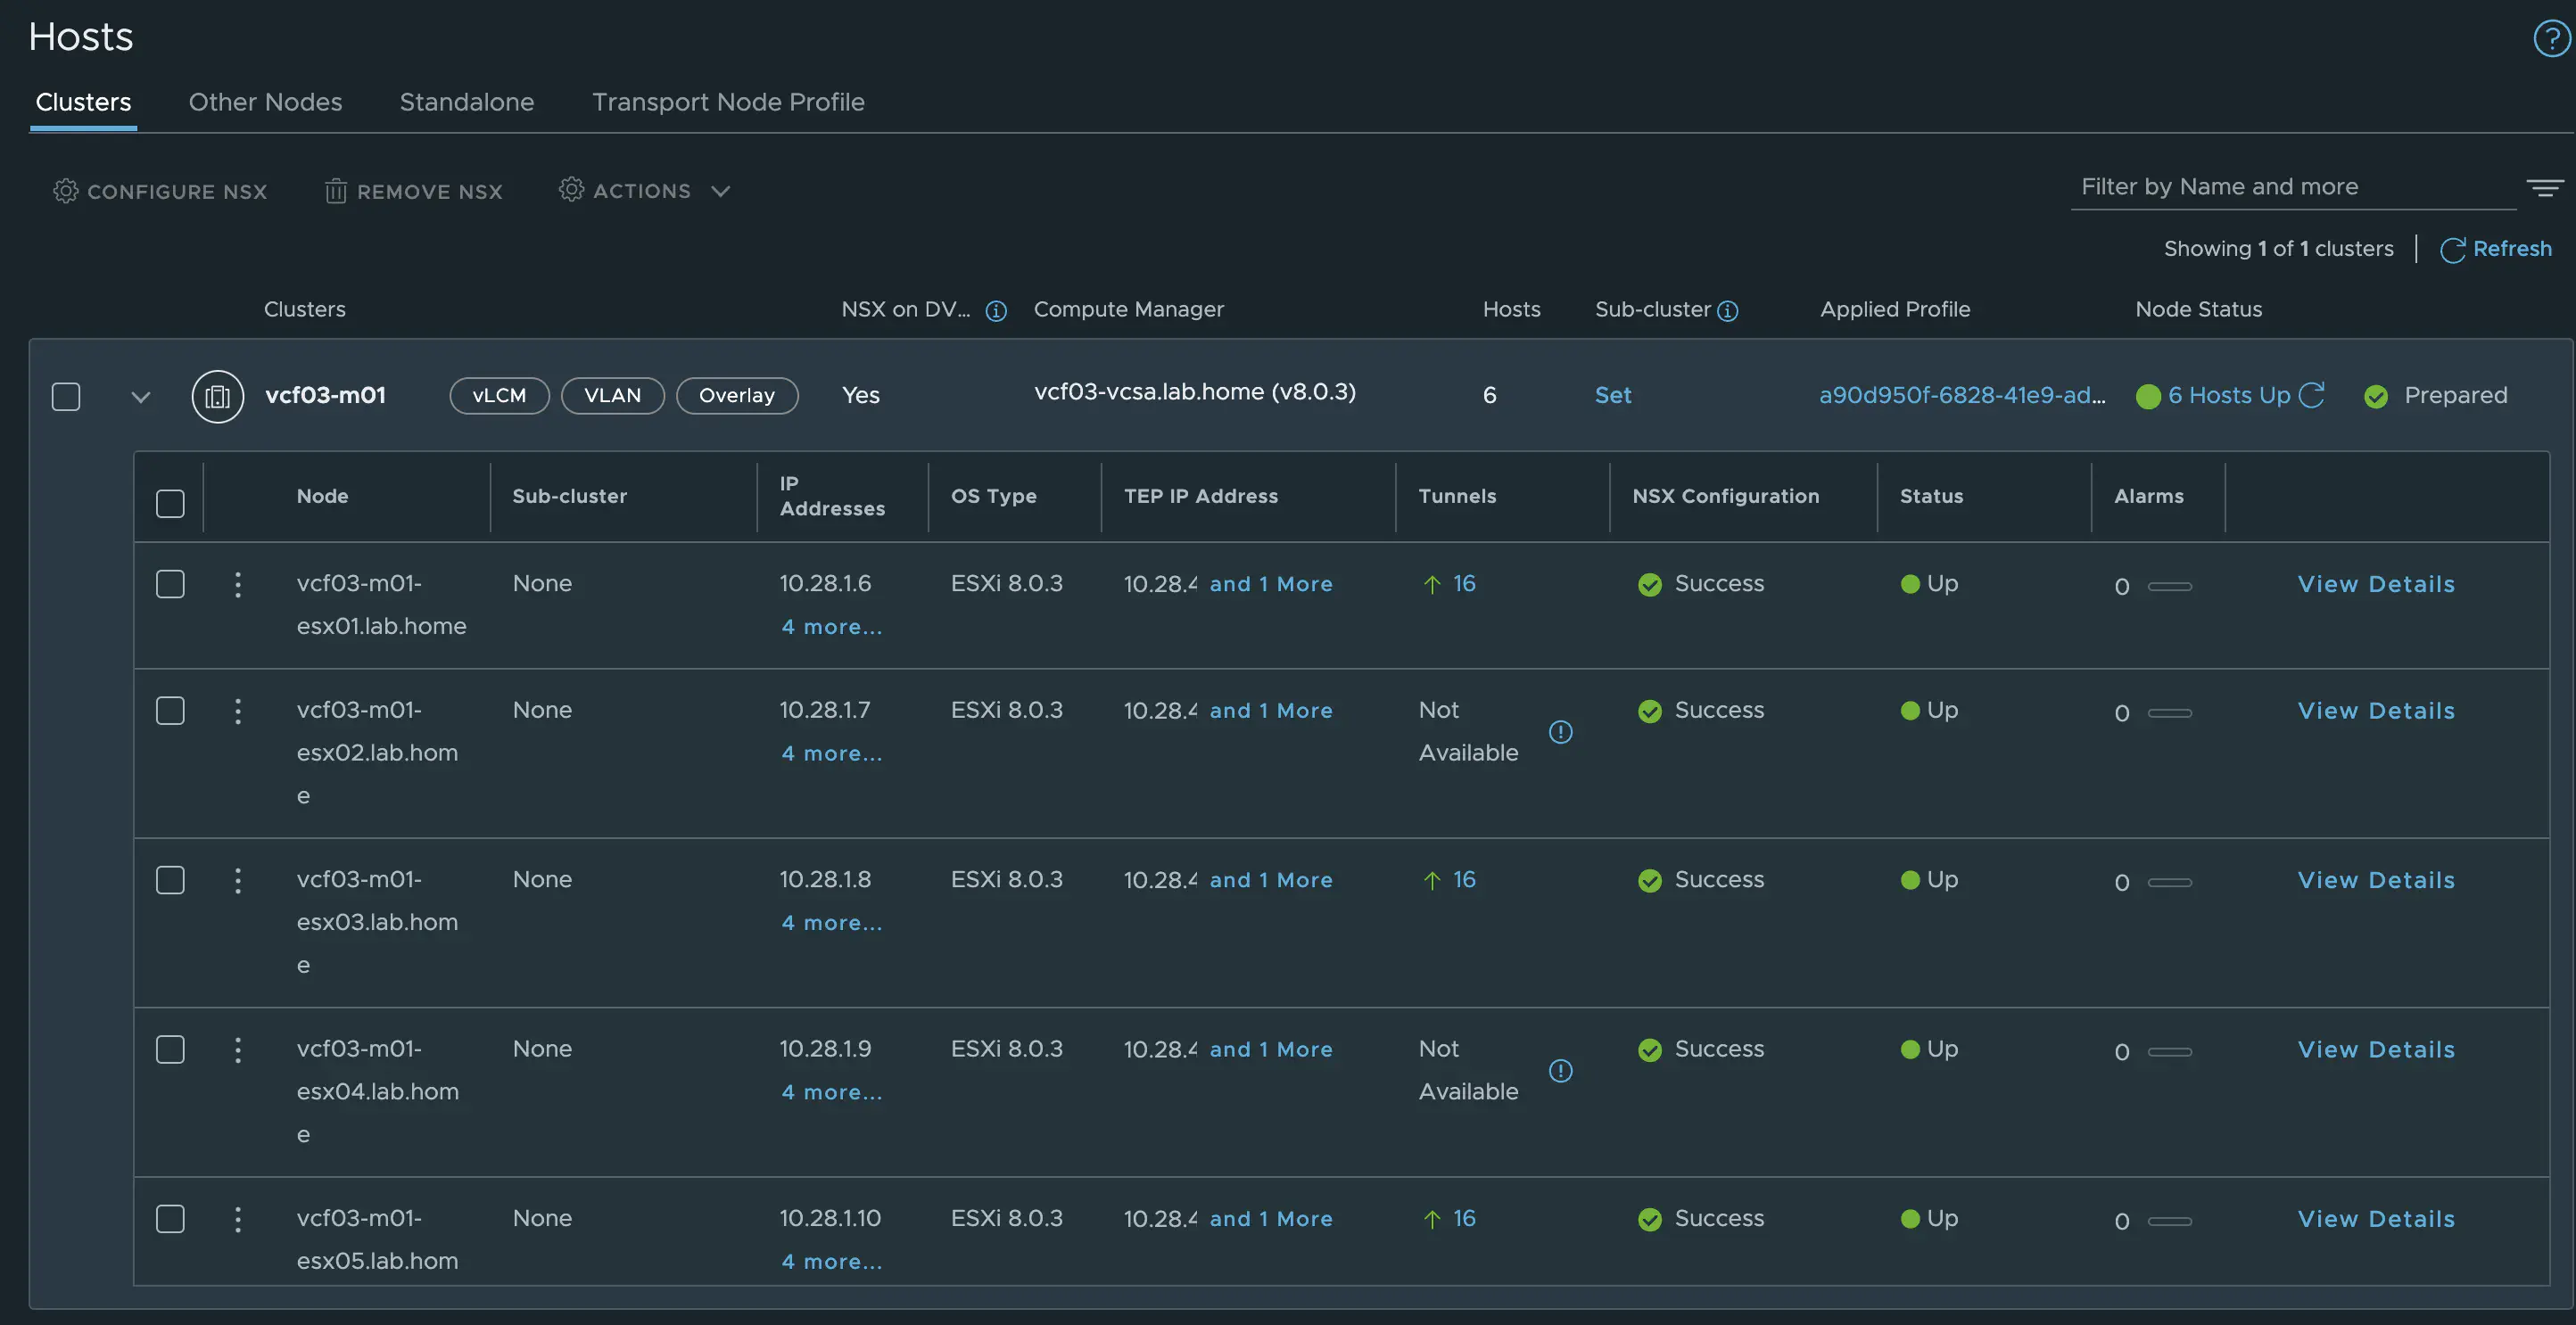 Hosts
Clusters Other Nodes Standalone Transport Node Profile
CONFIGURE NSX REMOVE NSX ACTIONS
Filter by Name and more
Showing 1 of 1 clusters Refresh
Clusters NSX on DV... Compute Manager Hosts Sub-cluster Applied Profile Node Status
vcf03-m01 vLCM VLAN Overlay Yes vcf03-vcsa.lab.home (v8.0.3) 6 Set a90d950f-6828-41e9-ad... 6 Hosts Up Prepared
Node Sub-cluster IP Addresses OS Type TEP IP Address Tunnels NSX Configuration Status Alarms
vcf03-m01- None 10.28.1.6 ESXi 8.0.3 10.28.4 and 1 More 16 Success Up 0 View Details
esx01.lab.home 4 more...
vcf03-m01- None 10.28.1.7 ESXi 8.0.3 10.28.4 and 1 More Not Success Up 0 View Details
esx02.lab.hom 4 more... Available
e
vcf03-m01- None 10.28.1.8 ESXi 8.0.3 10.28.4 and 1 More 16 Success Up 0 View Details
esx03.lab.hom 4 more...
e
vcf03-m01- None 10.28.1.9 ESXi 8.0.3 10.28.4 and 1 More Not Success Up 0 View Details
esx04.lab.hom 4 more... Available
e
vcf03-m01- None 10.28.1.10 ESXi 8.0.3 10.28.4 and 1 More 16 Success Up 0 View Details
esx05.lab.hom 4 more...